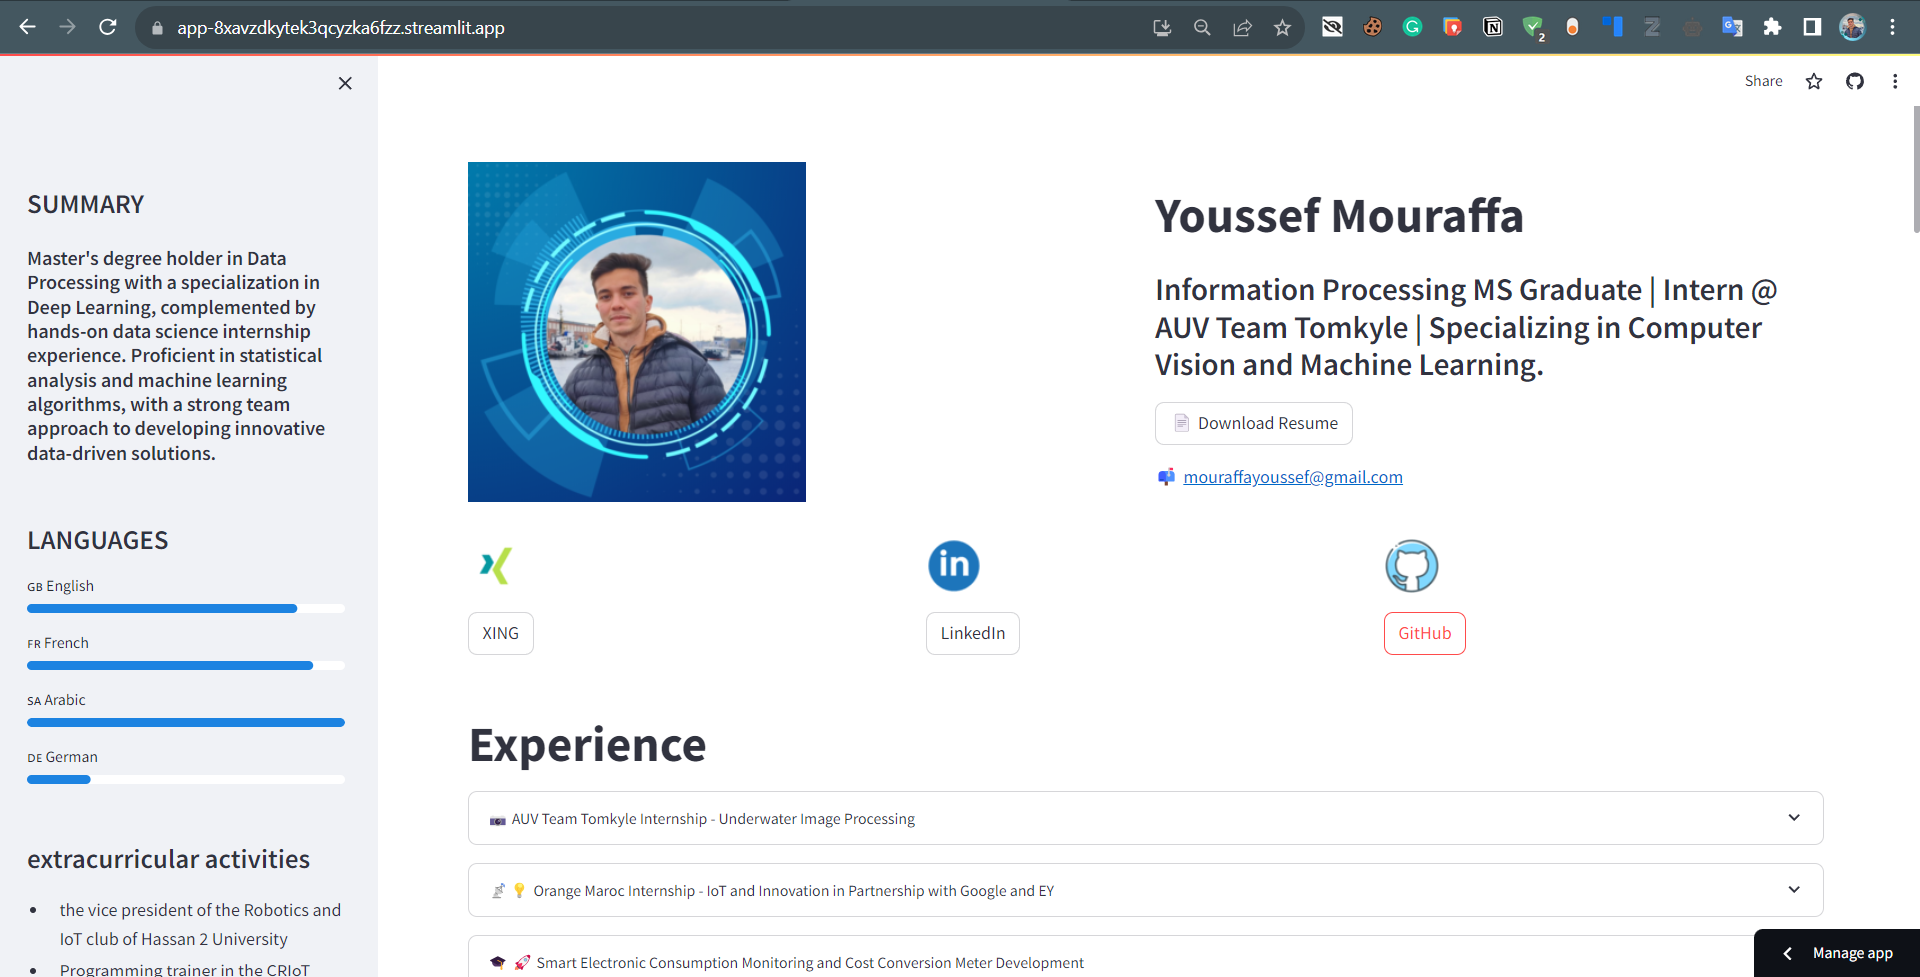 app-8xavzdkytek3qcyzka6fzz.streamlit.app
2
Share
SUMMARY
Master's degree holder in Data
Processing with a specialization in
Deep Learning, complemented by
hands-on data science internship
experience. Proficient in statistical
analysis and machine learning
algorithms, with a strong team
approach to developing innovative
data-driven solutions.
LANGUAGES
GB English
FR French
SA Arabic
DE German
extracurricular activities
• the vice president of the Robotics and
IoT club of Hassan 2 University
• Programming trainer in the CRIoT
Youssef Mouraffa
Information Processing MS Graduate | Intern @
AUV Team Tomkyle | Specializing in Computer
Vision and Machine Learning.
Download Resume
mouraffayoussef@gmail.com
in
XING
LinkedIn
GitHub
Experience
AUV Team Tomkyle Internship - Underwater Image Processing
Orange Maroc Internship - IoT and Innovation in Partnership with Google and EY
Smart Electronic Consumption Monitoring and Cost Conversion Meter Development
Manage app